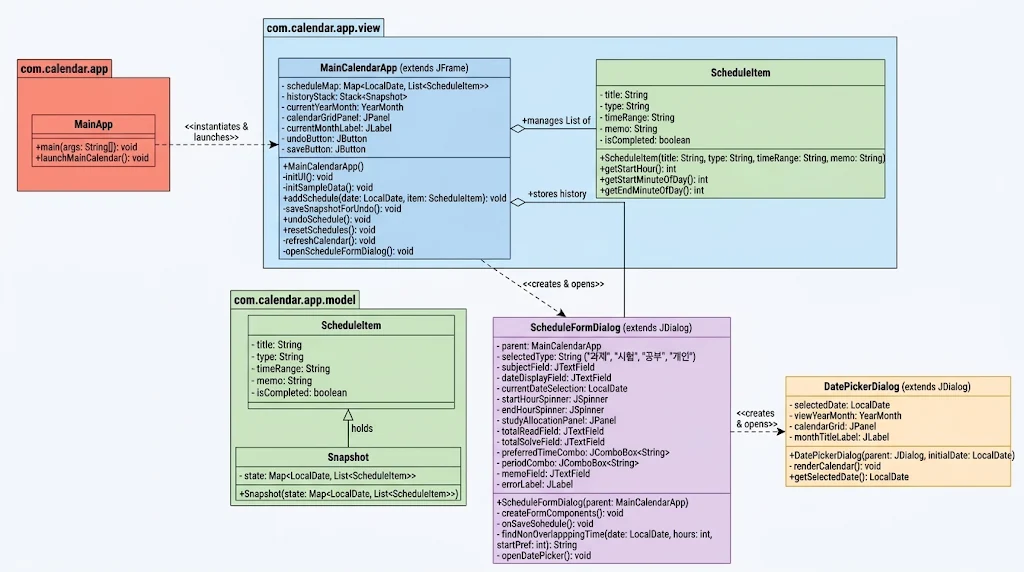 com.calendar.app.view
com.calendar.app
MainApp
+main(args: String[]): void
+launchMainCalendar(): void
<<instantiates &
launches>>
MainCalendarApp (extends JFrame)
- scheduleMap: Map<LocalDate, List<ScheduleItem>>
- historyStack: Stack<Snapshot>
- currentYearMonth: YearMonth
- calendarGridPanel: JPanel
- currentMonthLabel: JLabel
- undoButton: JButton
- saveButton: JButton
+MainCalendarApp()
-initUI(): void
-initSampleData(): void
+addSchedule(date: LocalDate, item: ScheduleItem): void
-saveSnapshotForUndo(): void
+undoSchedule(): void
+resetSchedules(): void
-refreshCalendar(): void
-openScheduleFormDialog(): void
+manages List of
+stores history
ScheduleItem
- title: String
- type: String
- timeRange: String
- memo: String
- isCompleted: boolean
+ScheduleItem(title: String, type: String, timeRange: String, memo: String)
+getStartHour(): int
+getStartMinuteOfDay(): int
+getEndMinuteOfDay(): int
<<creates & opens>>
com.calendar.app.model
ScheduleItem
- title: String
- type: String
- timeRange: String
- memo: String
- isCompleted: boolean
holds
Snapshot
- state: Map<LocalDate, List<ScheduleItem>>
+Snapshot(state: Map<LocalDate, List<ScheduleItem>>)
ScheduleFormDialog (extends JDialog)
- parent: MainCalendarApp
- selectedType: String ("과제", "시험", "공부", "개인")
- subjectField: JTextField
- dateDisplayField: JTextField
- currentDateSelection: LocalDate
- startHourSpinner: JSpinner
- endHourSpinner: JSpinner
- studyAllocationPanel: JPanel
- totalReadField: JTextField
- totalSolveField: JTextField
- preferredTimeCombo: JComboBox<String>
- periodCombo: JComboBox<String>
- memoField: JTextField
- errorLabel: JLabel
+ScheduleFormDialog(parent: MainCalendarApp)
- createFormComponents(): void
- onSaveSohedule(): void
- findNonOverlapppingTime(date: LocalDate, hours: int,
startPref: int): String
- openDatePicker(): void
<<creates
& opens>>
DatePickerDialog (extends JDialog)
- selectedDate: LocalDate
- viewYearMonth: YearMonth
- calendarGrid: JPanel
- monthTitleLabel: JLabel
+DatePickerDialog(parent: JDialog, initialDate: LocalDate)
- renderCalendar(): void
+getSelectedDate(): LocalDate